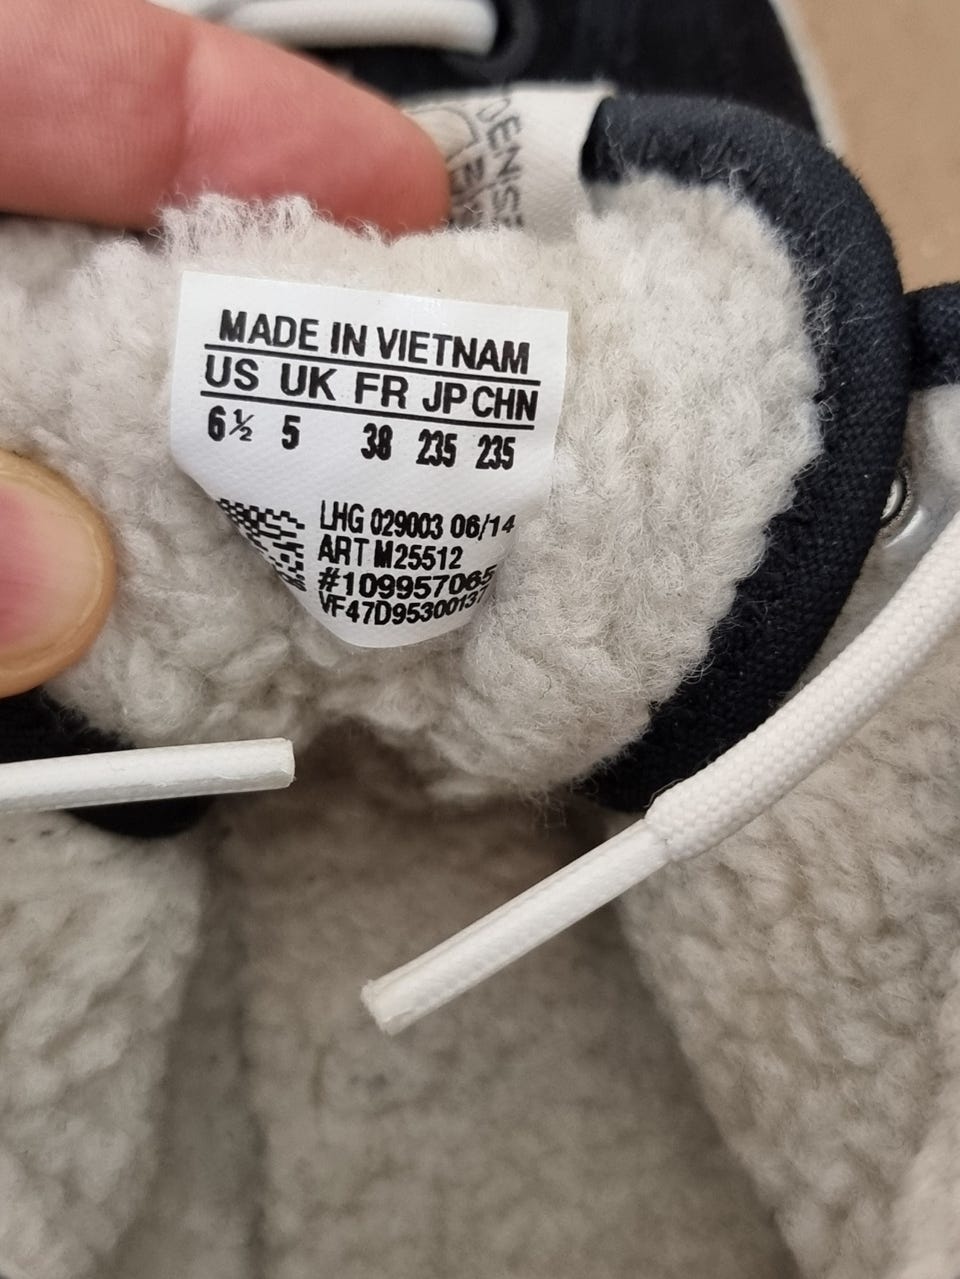 MADE IN VIETNAM
US UK FR JP CHN
6½ 5 38 235 235
LHG 029003 06/14
ART M25512
#109957065
VF47D95300137